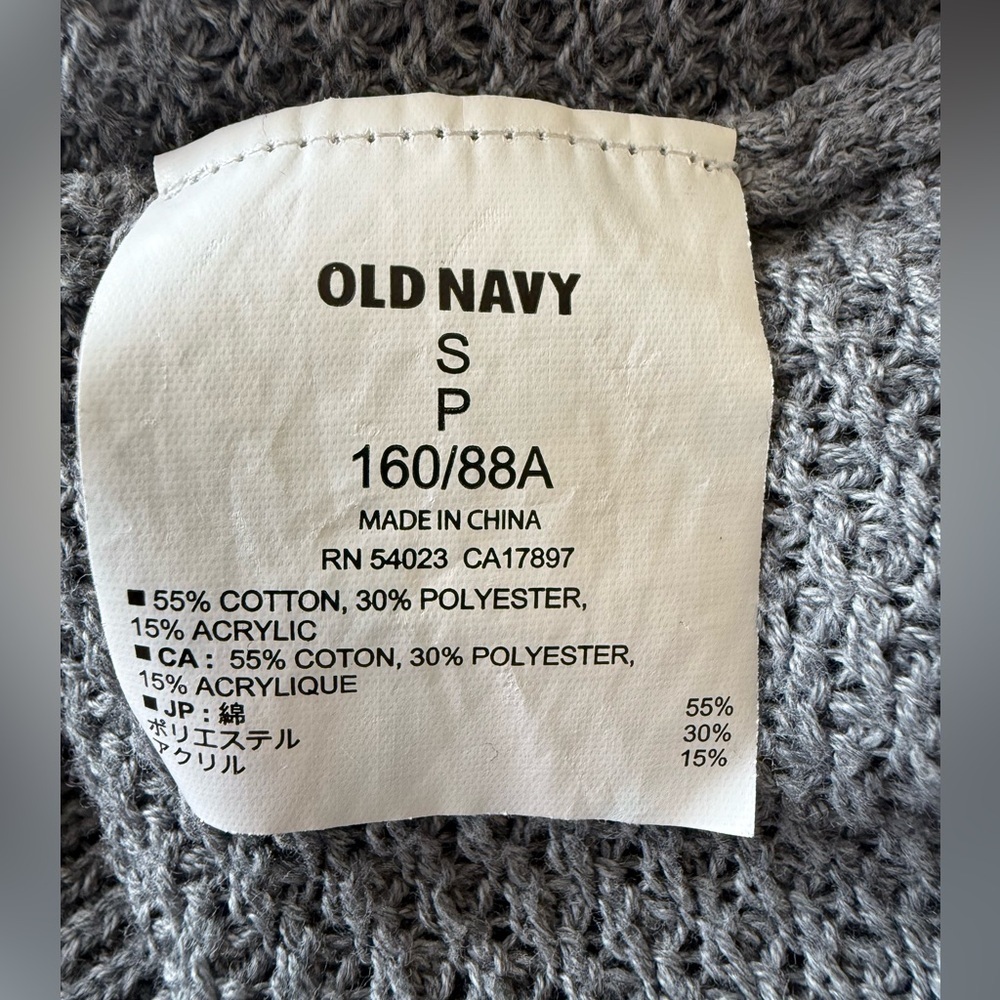 OLD NAVY
S
P
160/88A
MADE IN CHINA
RN 54023 CA17897
■ 55% COTTON, 30% POLYESTER,
15% ACRYLIC
■ CA : 55% COTON, 30% POLYESTER,
15% ACRYLIQUE
■ JP : 綿 55%
ポリエステル 30%
アクリル 15%